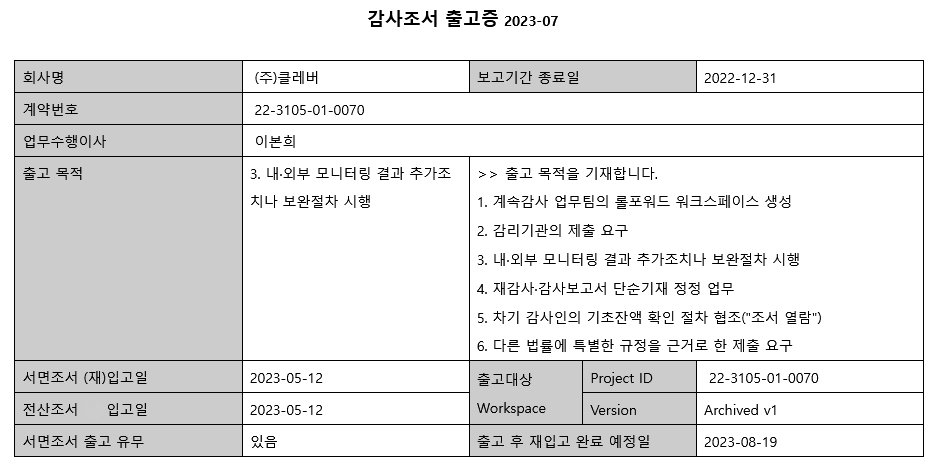 감사조서 출고증 2023-07
회사명 (주)클레버 보고기간 종료일 2022-12-31
계약번호 22-3105-01-0070
업무수행이사 이본희
출고 목적 3. 내·외부 모니터링 결과 추가조 >> 출고 목적을 기재합니다.
치나 보완절차 시행 1. 계속감사 업무팀의 롤포워드 워크스페이스 생성
2. 감리기관의 제출 요구
3. 내·외부 모니터링 결과 추가조치나 보완절차 시행
4. 재감사·감사보고서 단순기재 정정 업무
5. 차기 감사인의 기초잔액 확인 절차 협조("조서 열람")
6. 다른 법률에 특별한 규정을 근거로 한 제출 요구
서면조서 (재)입고일 2023-05-12 출고대상 Project ID 22-3105-01-0070
전산조서 입고일 2023-05-12 Workspace Version Archived v1
서면조서 출고 유무 있음 출고 후 재입고 완료 예정일 2023-08-19